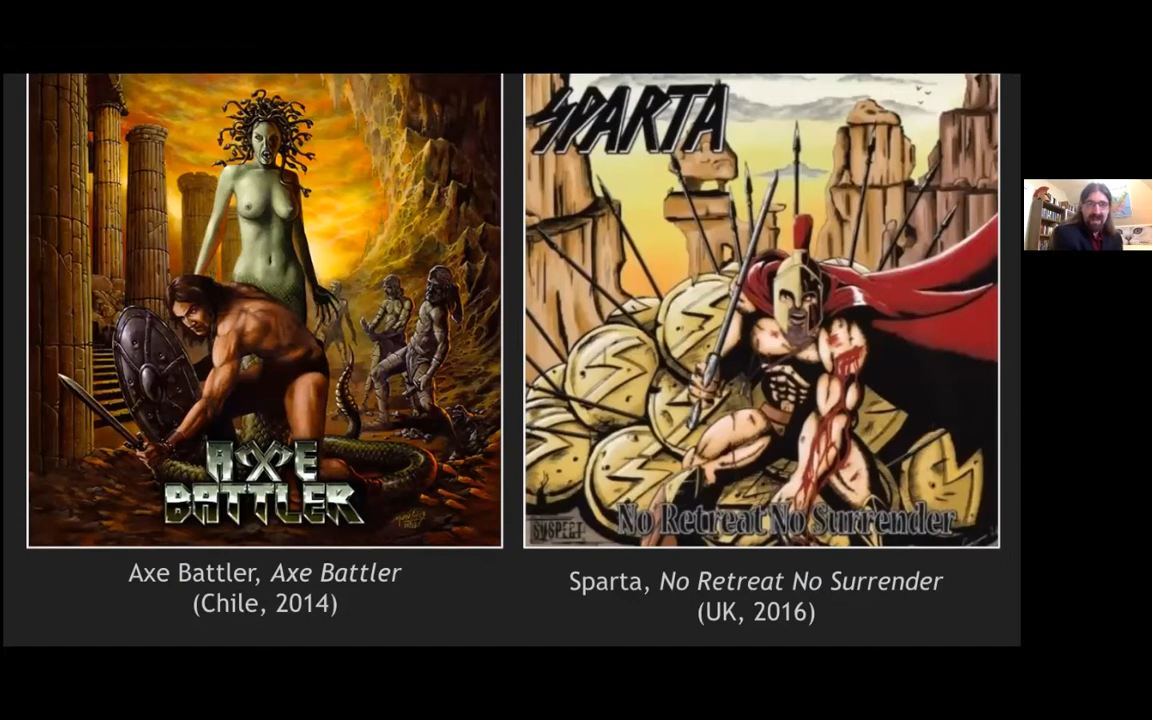 AXE
BATTLER
Axe Battler, Axe Battler
(Chile, 2014)
SPARTA
No Retreat No Surrender
SUSPECT
Sparta, No Retreat No Surrender
(UK, 2016)